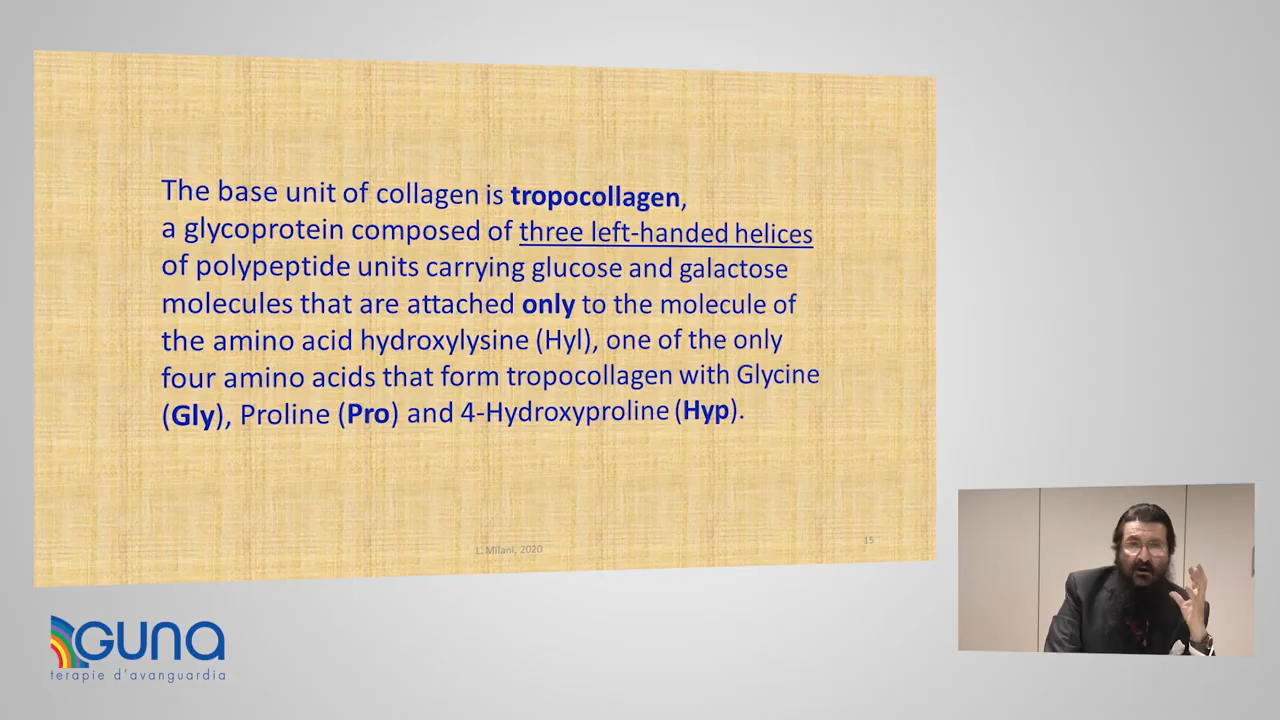 The base unit of collagen is tropocollagen,
a glycoprotein composed of three left-handed helices
of polypeptide units carrying glucose and galactose
molecules that are attached only to the molecule of
the amino acid hydroxylysine (Hyl), one of the only
four amino acids that form tropocollagen with Glycine
(Gly), Proline (Pro) and 4-Hydroxyproline (Hyp).
L. Milani, 2020
15
GUNA
terapie d'avanguardia